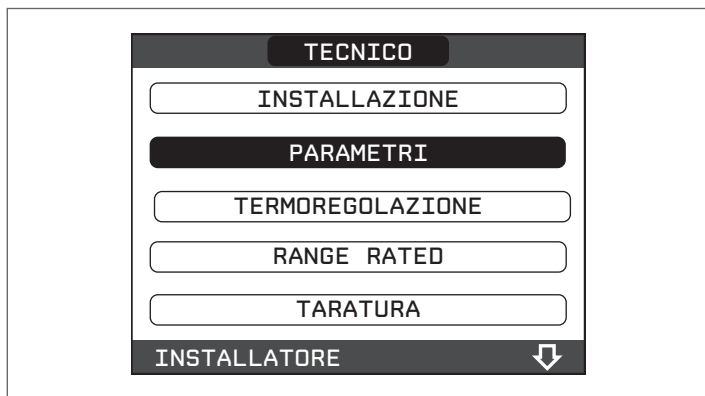 TECNICO
INSTALLAZIONE
PARAMETRI
TERMOREGOLAZIONE
RANGE RATED
TARATURA
INSTALLATORE